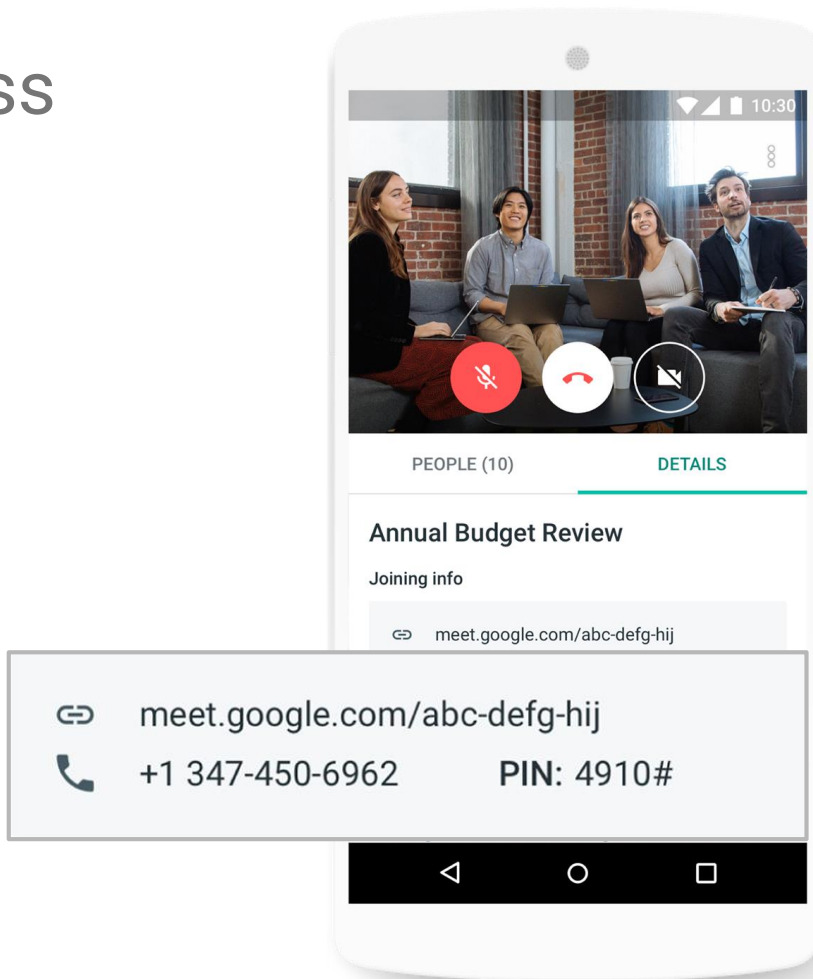 ss
10:30
PEOPLE (10) DETAILS
Annual Budget Review
Joining info
meet.google.com/abc-defg-hij
meet.google.com/abc-defg-hij
+1 347-450-6962 PIN: 4910#